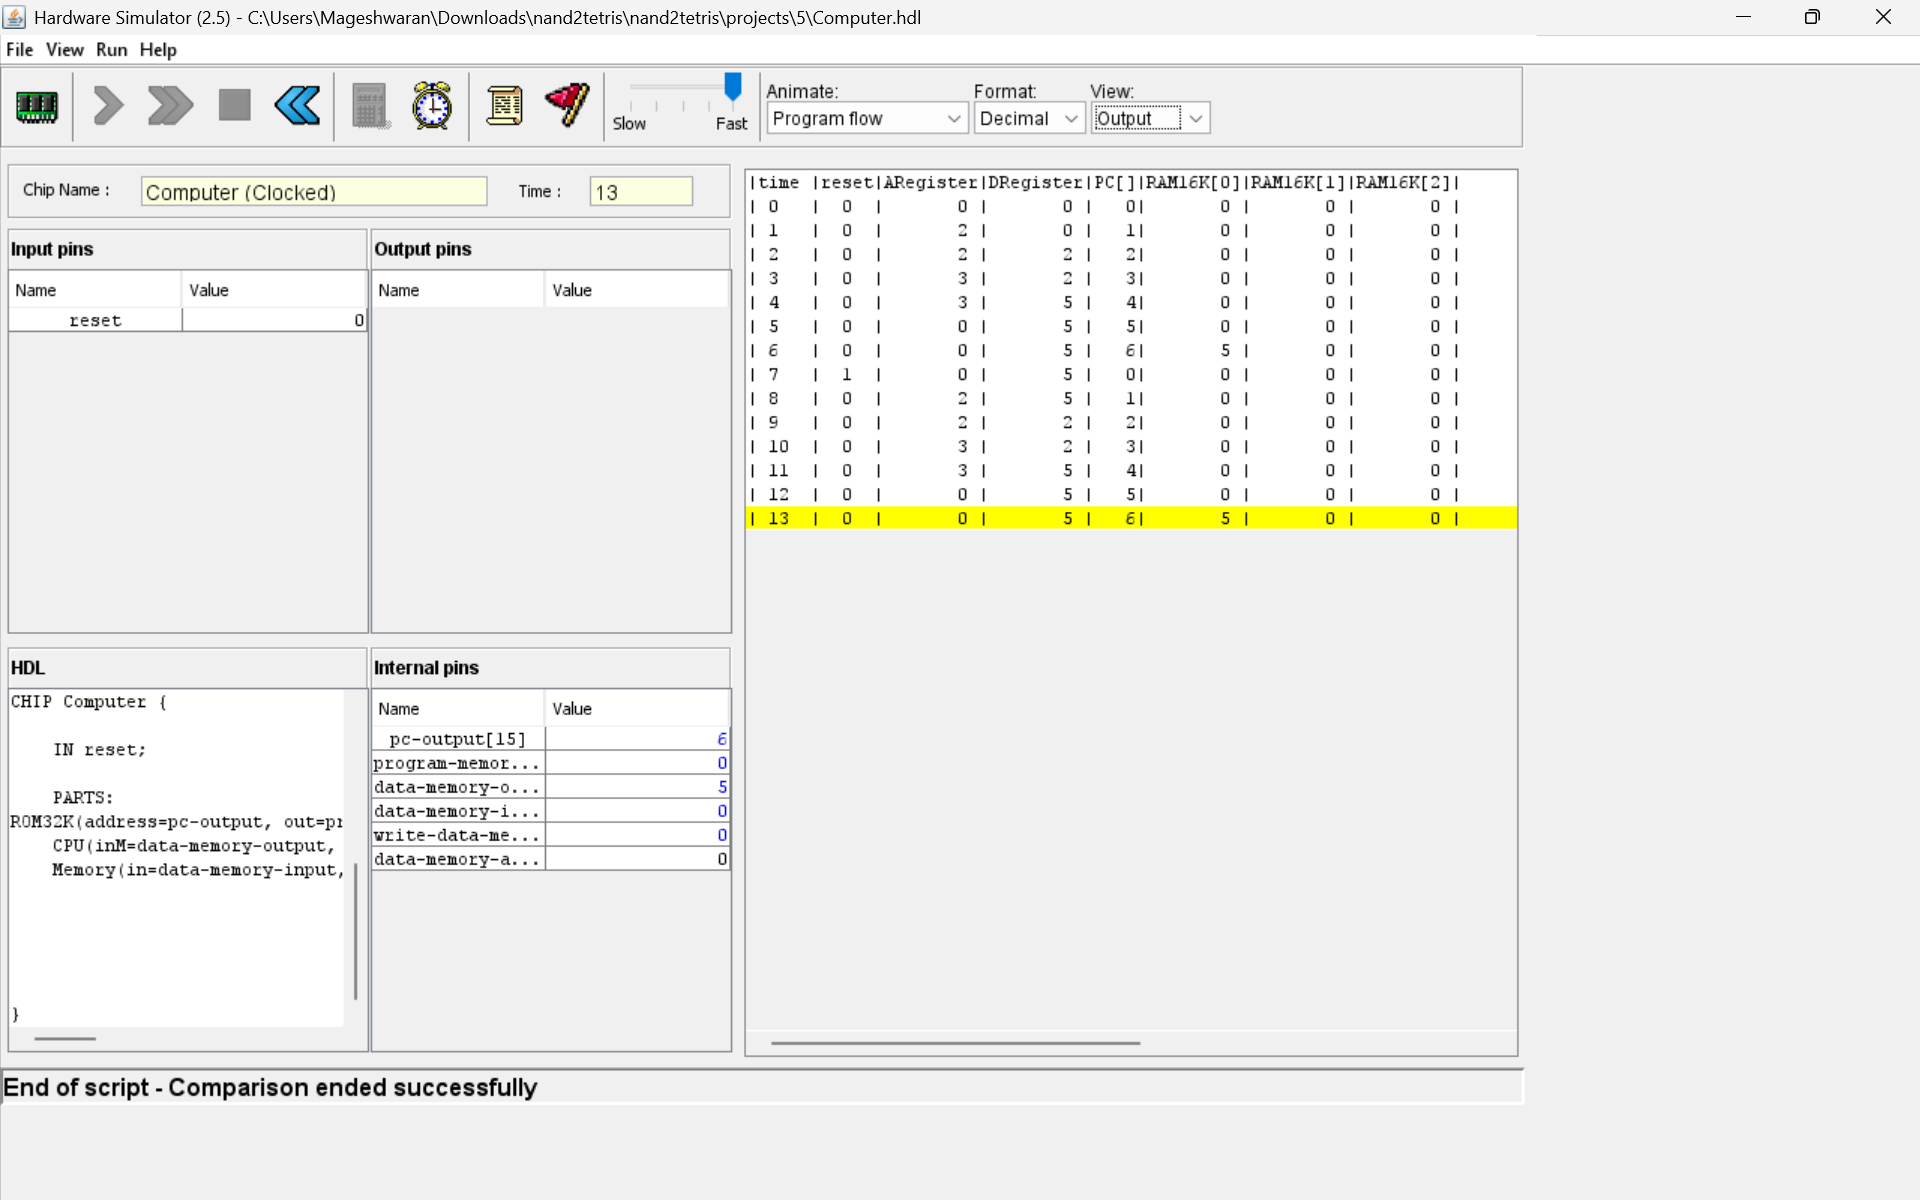 Hardware Simulator (2.5) - C:\Users\Mageshwaran\Downloads\nand2tetris\nand2tetris\projects\5\Computer.hdl
File View Run Help
Slow Fast
Animate: Format: View:
Program flow Decimal Output
Chip Name : Computer (Clocked) Time : 13
Input pins
Name Value
reset 0
Output pins
Name Value
HDL
CHIP Computer {
IN reset;
PARTS:
ROM32K(address=pc-output, out=pr
CPU(inM=data-memory-output,
Memory(in=data-memory-input,
}
Internal pins
Name Value
pc-output[15] 6
program-memor... 0
data-memory-o... 5
data-memory-i... 0
write-data-me... 0
data-memory-a... 0
|time |reset|ARegister|DRegister|PC[]|RAM16K[0]|RAM16K[1]|RAM16K[2]|
| 0 | 0 | 0 | 0 | 0| 0 | 0 | 0 |
| 1 | 0 | 2 | 0 | 1| 0 | 0 | 0 |
| 2 | 0 | 2 | 2 | 2| 0 | 0 | 0 |
| 3 | 0 | 3 | 2 | 3| 0 | 0 | 0 |
| 4 | 0 | 3 | 5 | 4| 0 | 0 | 0 |
| 5 | 0 | 0 | 5 | 5| 0 | 0 | 0 |
| 6 | 0 | 0 | 5 | 6| 5 | 0 | 0 |
| 7 | 1 | 0 | 5 | 0| 0 | 0 | 0 |
| 8 | 0 | 2 | 5 | 1| 0 | 0 | 0 |
| 9 | 0 | 2 | 2 | 2| 0 | 0 | 0 |
| 10 | 0 | 3 | 2 | 3| 0 | 0 | 0 |
| 11 | 0 | 3 | 5 | 4| 0 | 0 | 0 |
| 12 | 0 | 0 | 5 | 5| 0 | 0 | 0 |
| 13 | 0 | 0 | 5 | 6| 5 | 0 | 0 |
End of script - Comparison ended successfully